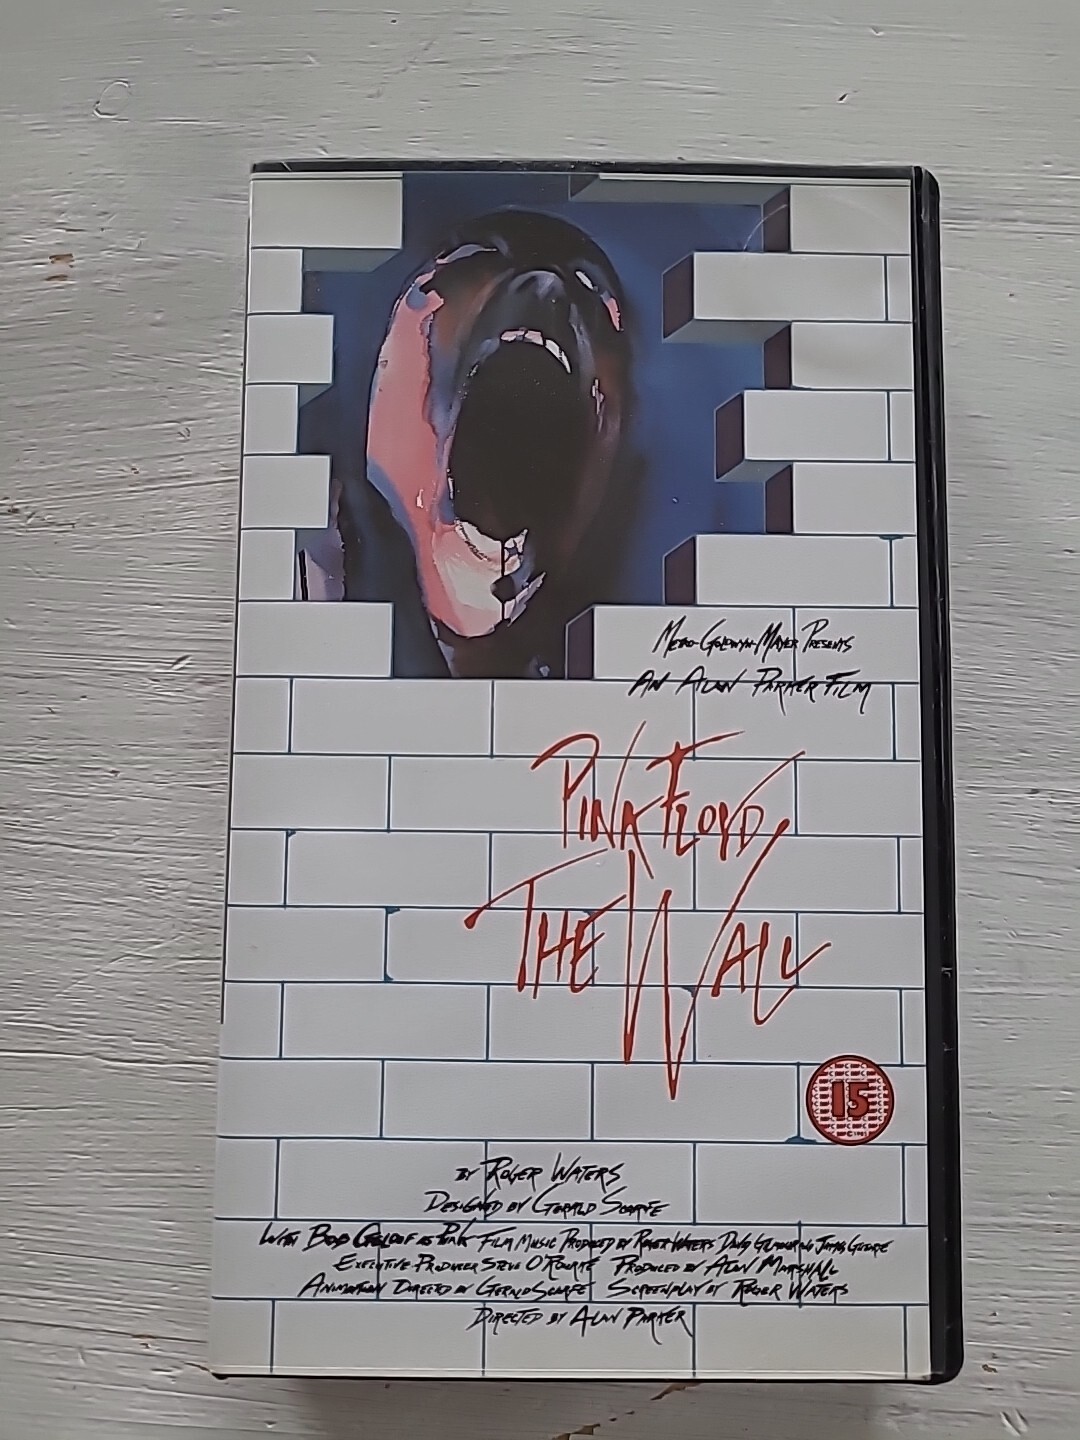 Metro-Goldwyn-Mayer Presents
An Alan Parker Film
Pink Floyd
The Wall
15
by Roger Waters
Designed by Gerald Scarfe
With Bob Geldof as Pink Film Music Produced by Roger Waters David Gilmour and James Guthrie
Executive Producer Steve O'Rourke Produced by Alan Marshall
Animation Directed by Gerald Scarfe Screenplay by Roger Waters
Directed by Alan Parker